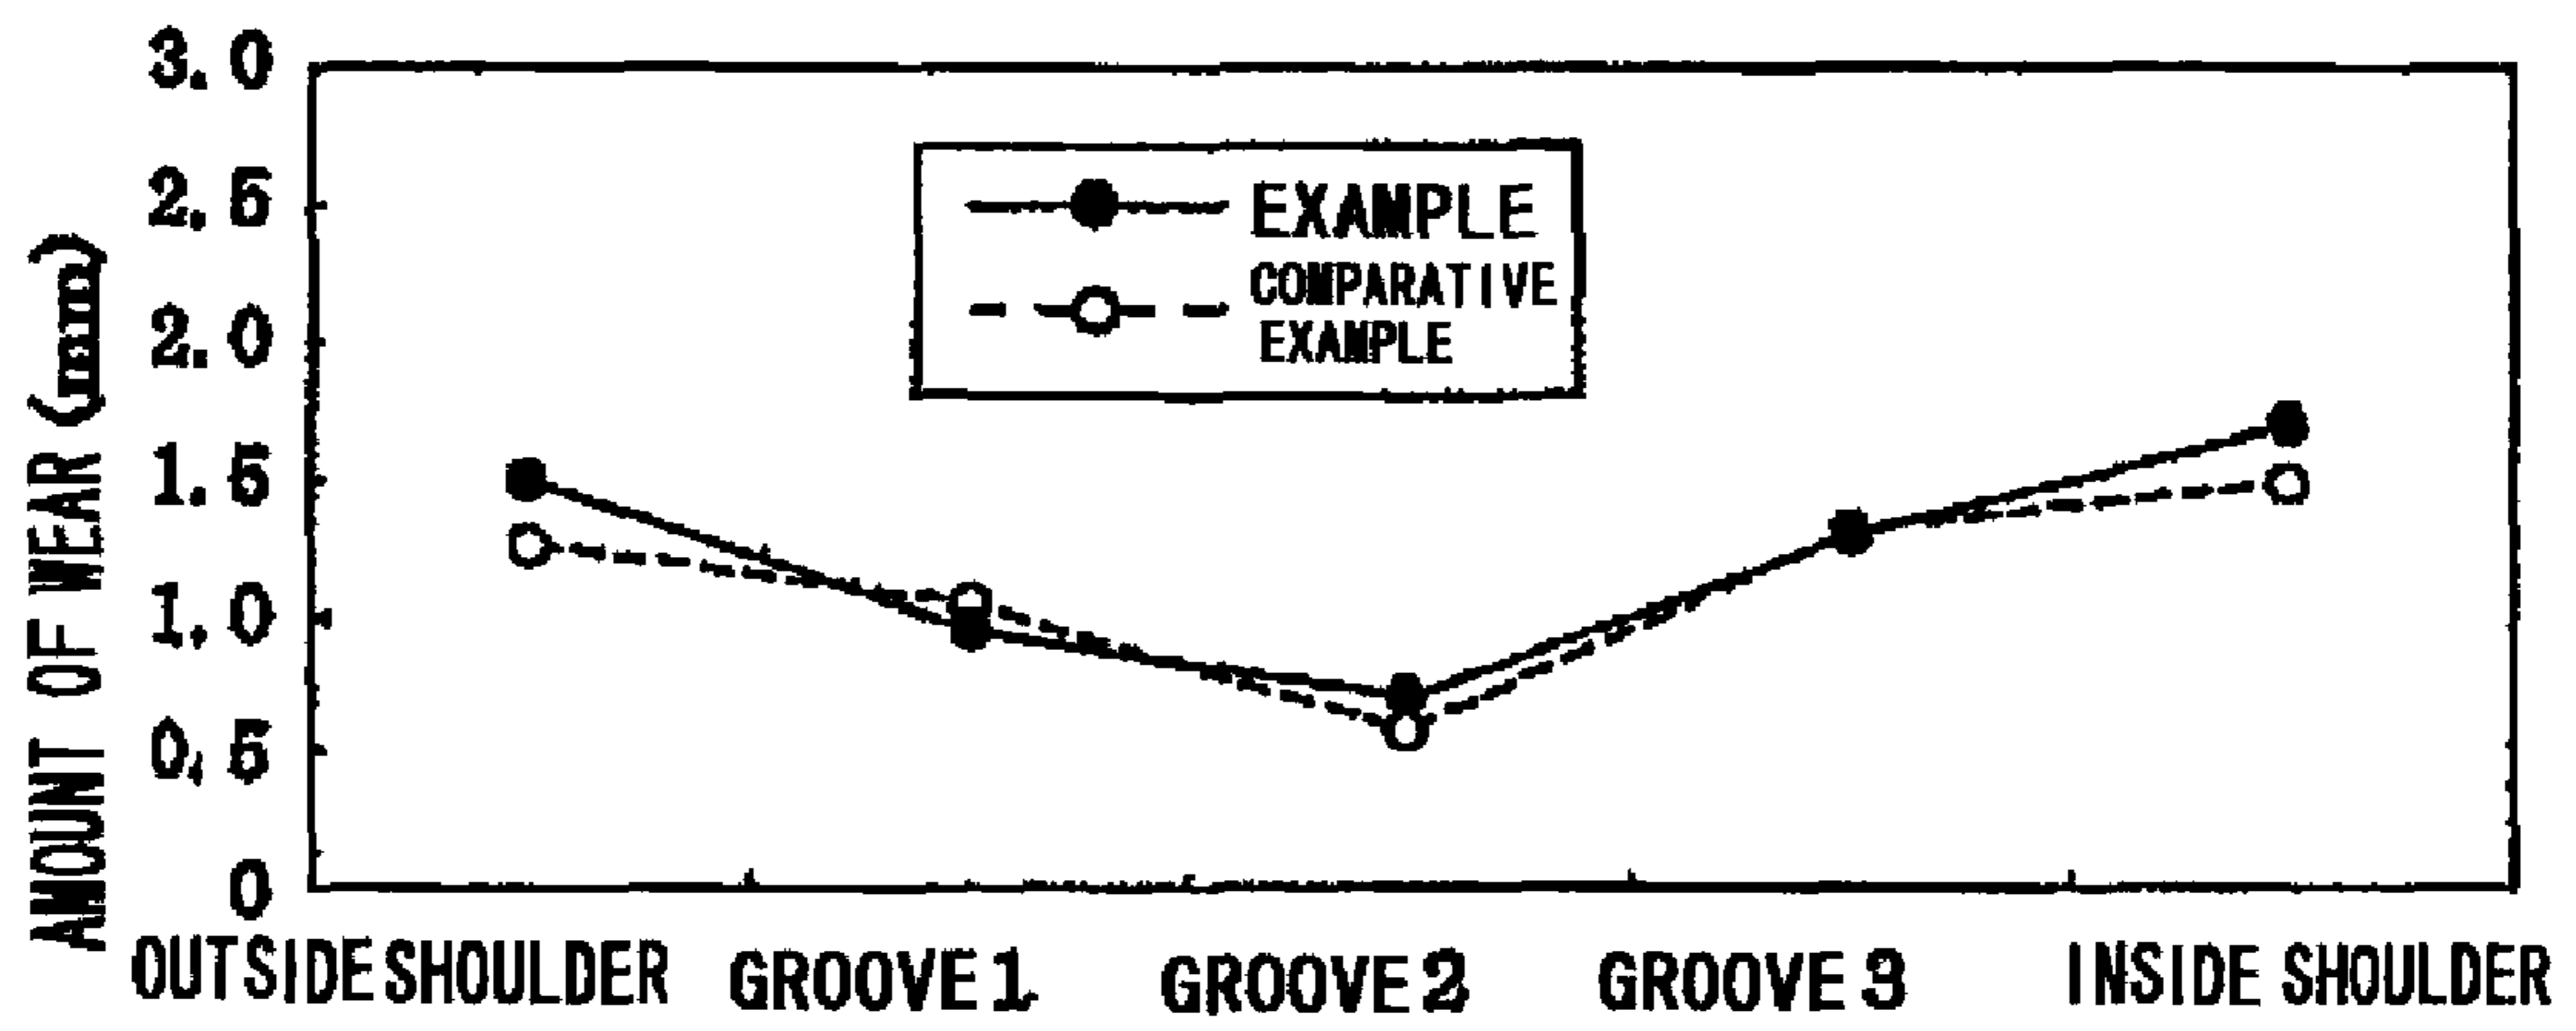 AMOUNT OF WEAR (mm)
3.0
2.5
2.0
1.5
1.0
0.5
0
EXAMPLE
COMPARATIVE
EXAMPLE
OUTSIDE SHOULDER GROOVE 1 GROOVE 2 GROOVE 3 INSIDE SHOULDER